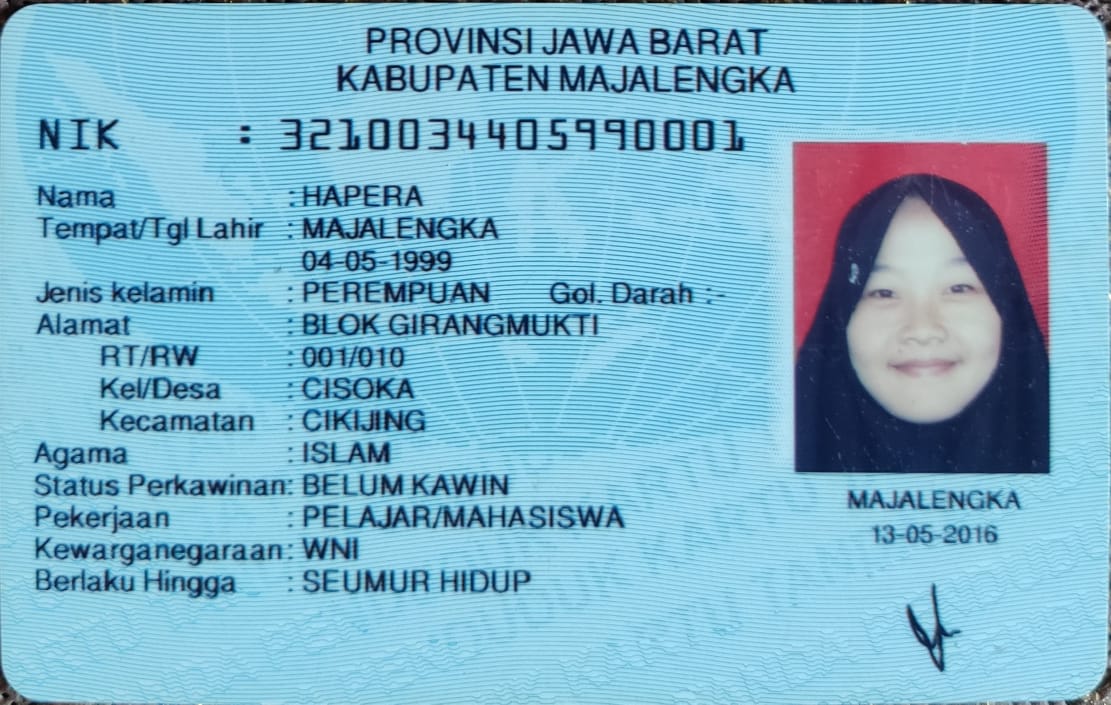 PROVINSI JAWA BARAT
KABUPATEN MAJALENGKA
NIK : 3210034405990001
Nama : HAPERA
Tempat/Tgl Lahir : MAJALENGKA
04-05-1999
Jenis kelamin : PEREMPUAN Gol. Darah :-
Alamat : BLOK GIRANGMUKTI
RT/RW : 001/010
Kel/Desa : CISOKA
Kecamatan : CIKIJING
Agama : ISLAM
Status Perkawinan: BELUM KAWIN
Pekerjaan : PELAJAR/MAHASISWA
Kewarganegaraan: WNI
Berlaku Hingga : SEUMUR HIDUP
MAJALENGKA
13-05-2016